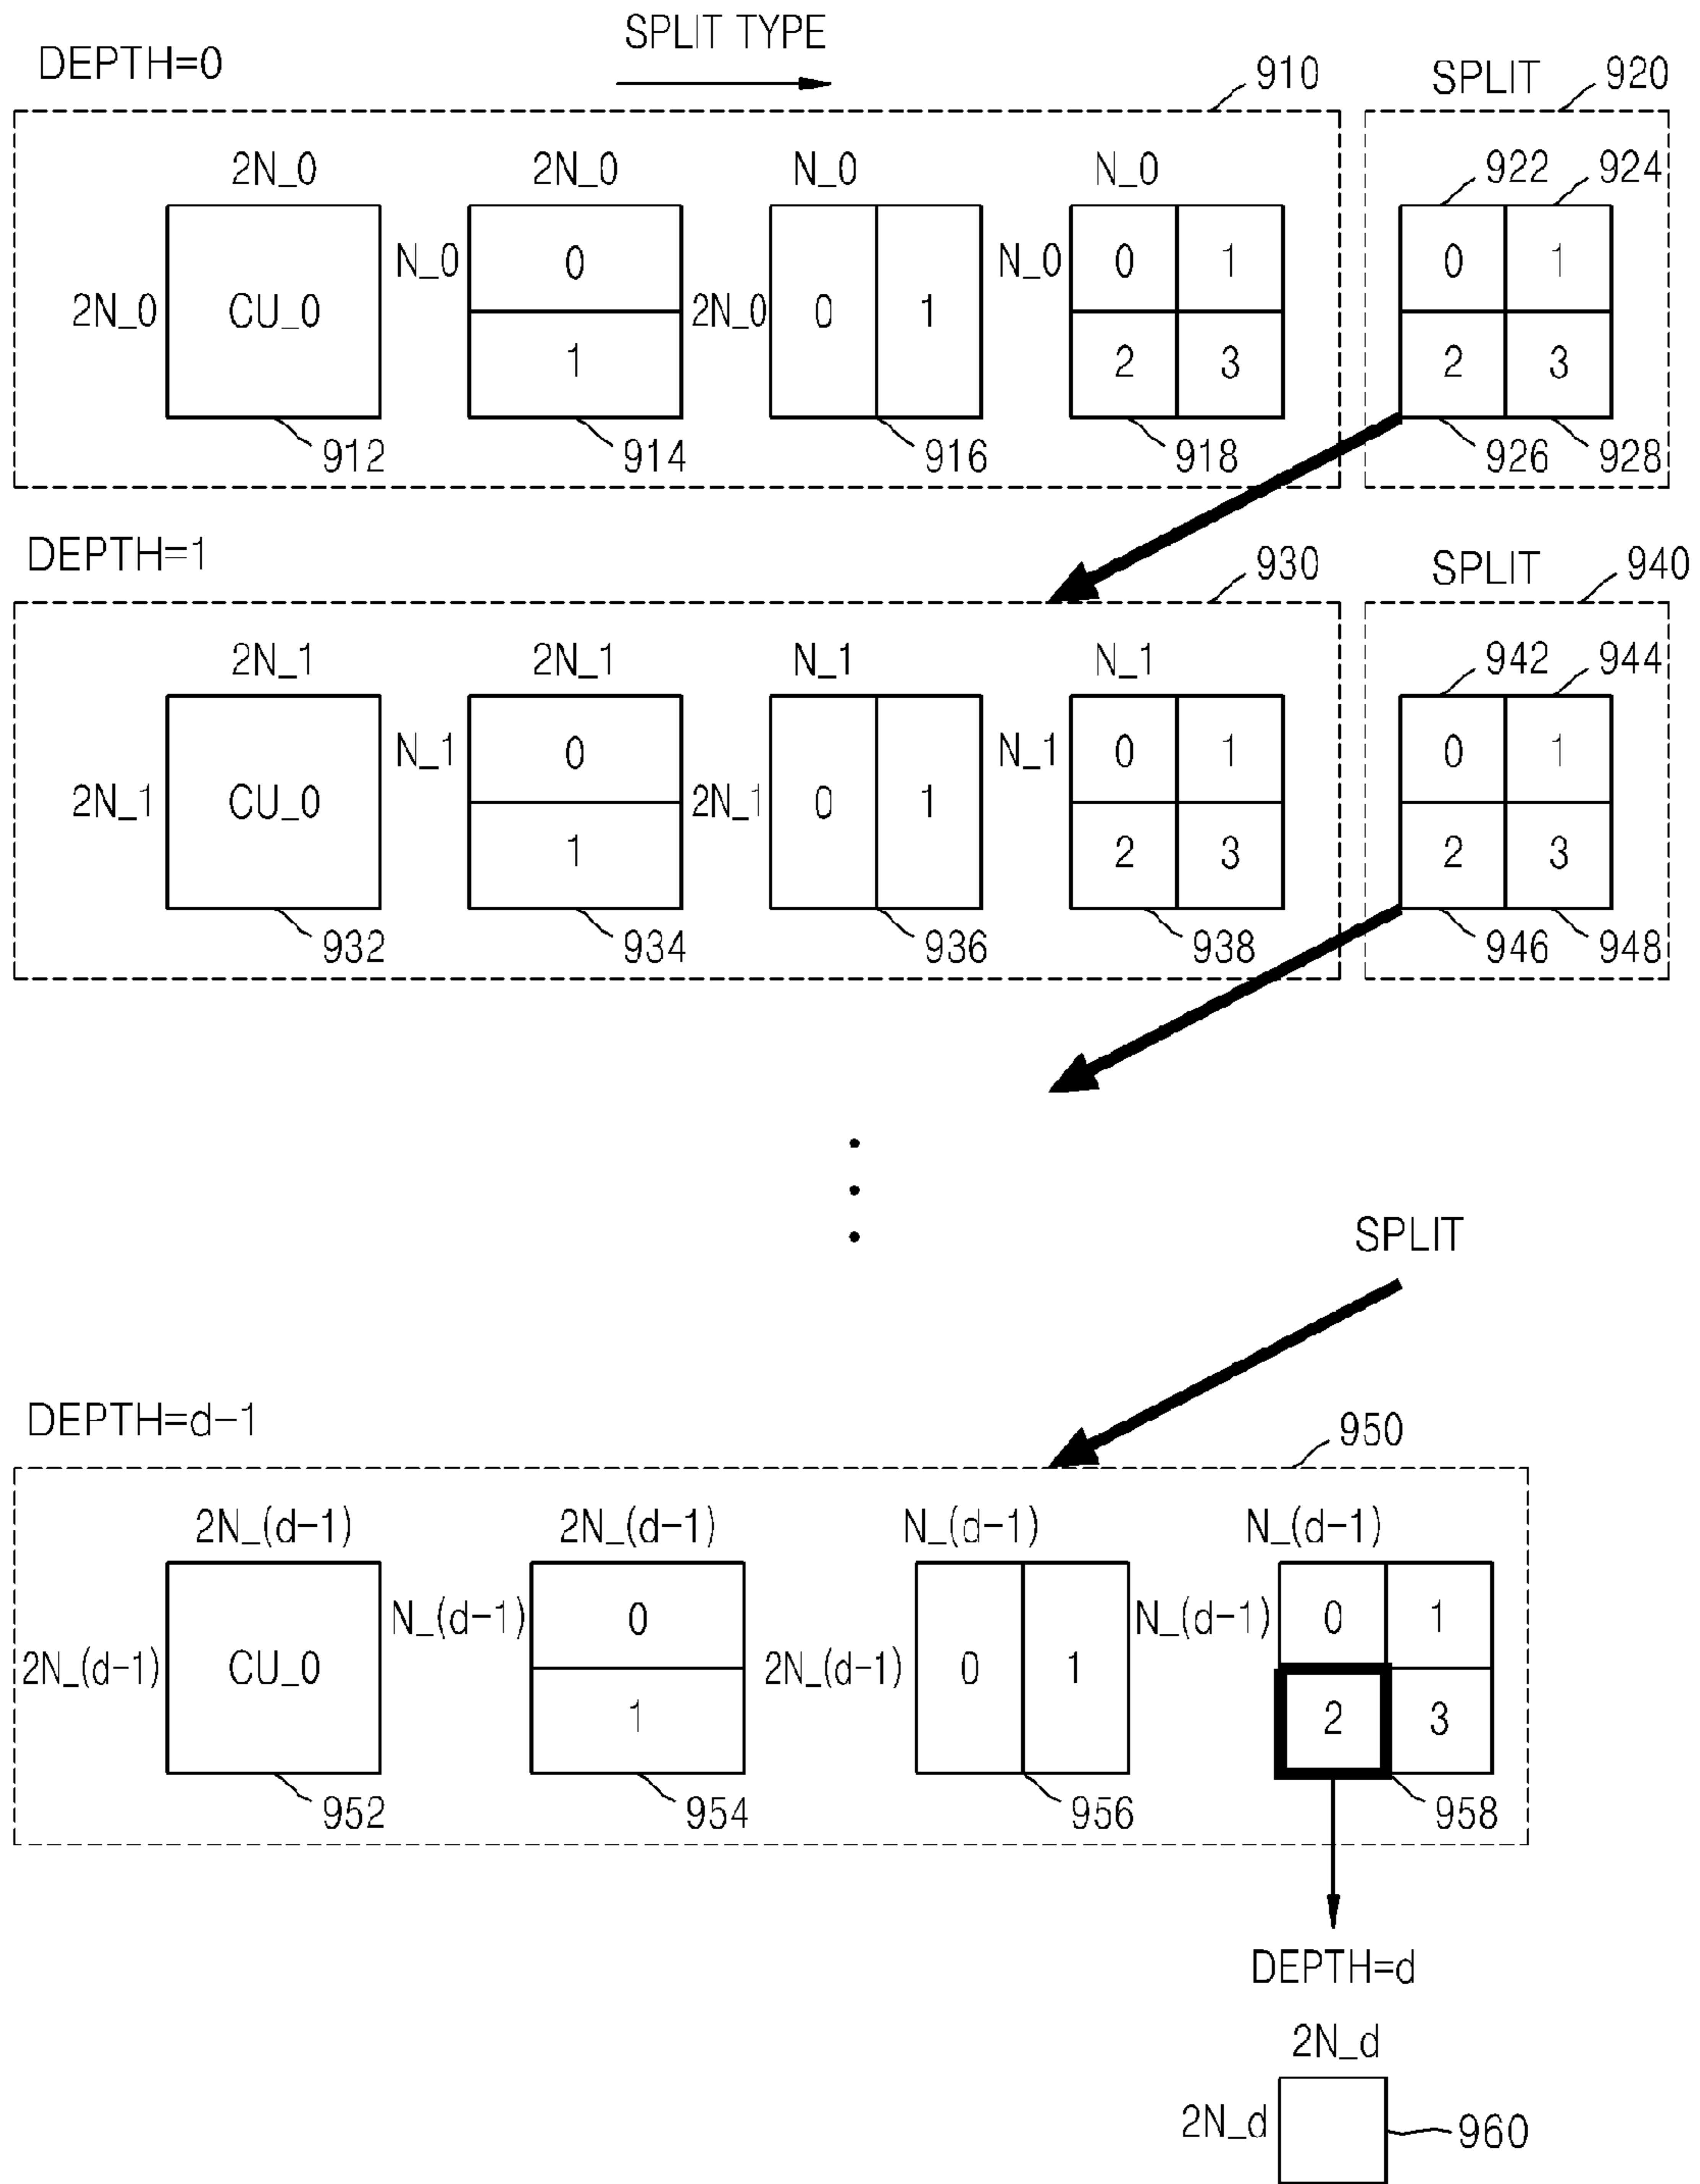 SPLIT TYPE
DEPTH=0
910
SPLIT
920
2N_0
2N_0
N_0
N_0
922
924
2N_0
CU_0
N_0
0
1
2N_0
0
1
N_0
0
1
2
3
0
1
2
3
912
914
916
918
926
928
DEPTH=1
930
SPLIT
940
2N_1
2N_1
N_1
N_1
942
944
2N_1
CU_0
N_1
0
1
2N_1
0
1
N_1
0
1
2
3
0
1
2
3
932
934
936
938
946
948
SPLIT
DEPTH=d-1
950
2N_(d-1)
2N_(d-1)
N_(d-1)
N_(d-1)
2N_(d-1)
CU_0
N_(d-1)
0
1
2N_(d-1)
0
1
N_(d-1)
0
1
2
3
952
954
956
958
DEPTH=d
2N_d
2N_d
960